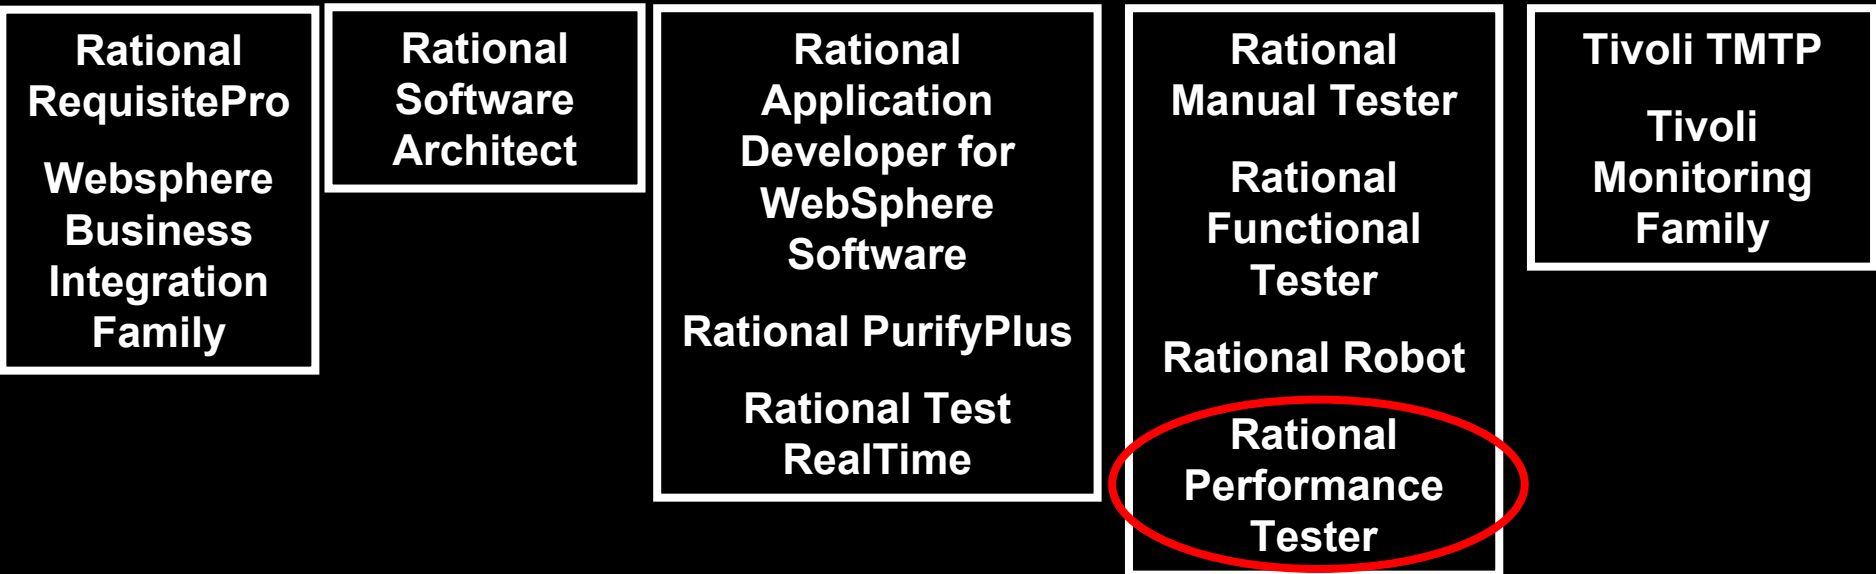 Rational
RequisitePro
Websphere
Business
Integration
Family
Rational
Software
Architect
Rational
Application
Developer for
WebSphere
Software
Rational PurifyPlus
Rational Test
RealTime
Rational
Manual Tester
Rational
Functional
Tester
Rational Robot
Rational
Performance
Tester
Tivoli TMTP
Tivoli
Monitoring
Family